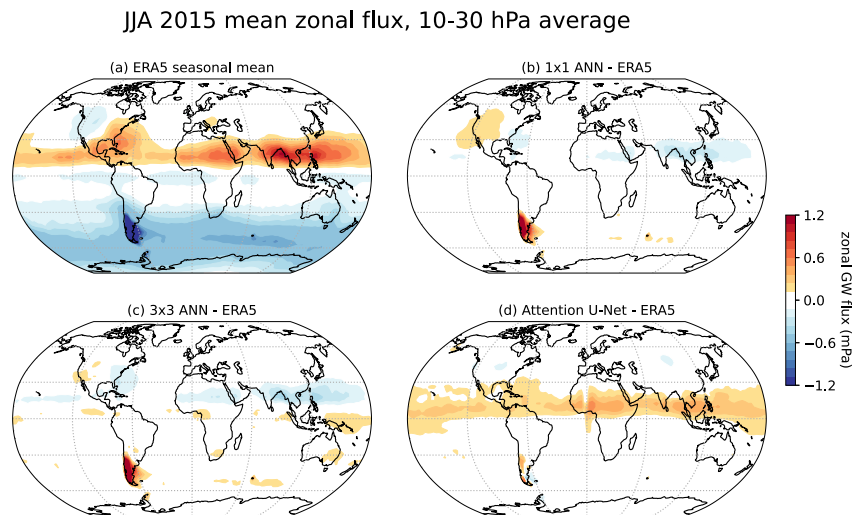 JJA 2015 mean zonal flux, 10-30 hPa average
(a) ERA5 seasonal mean
(b) 1x1 ANN - ERA5
(c) 3x3 ANN - ERA5
(d) Attention U-Net - ERA5
1.2
0.6
0.0
−0.6
−1.2
zonal GW flux (mPa)